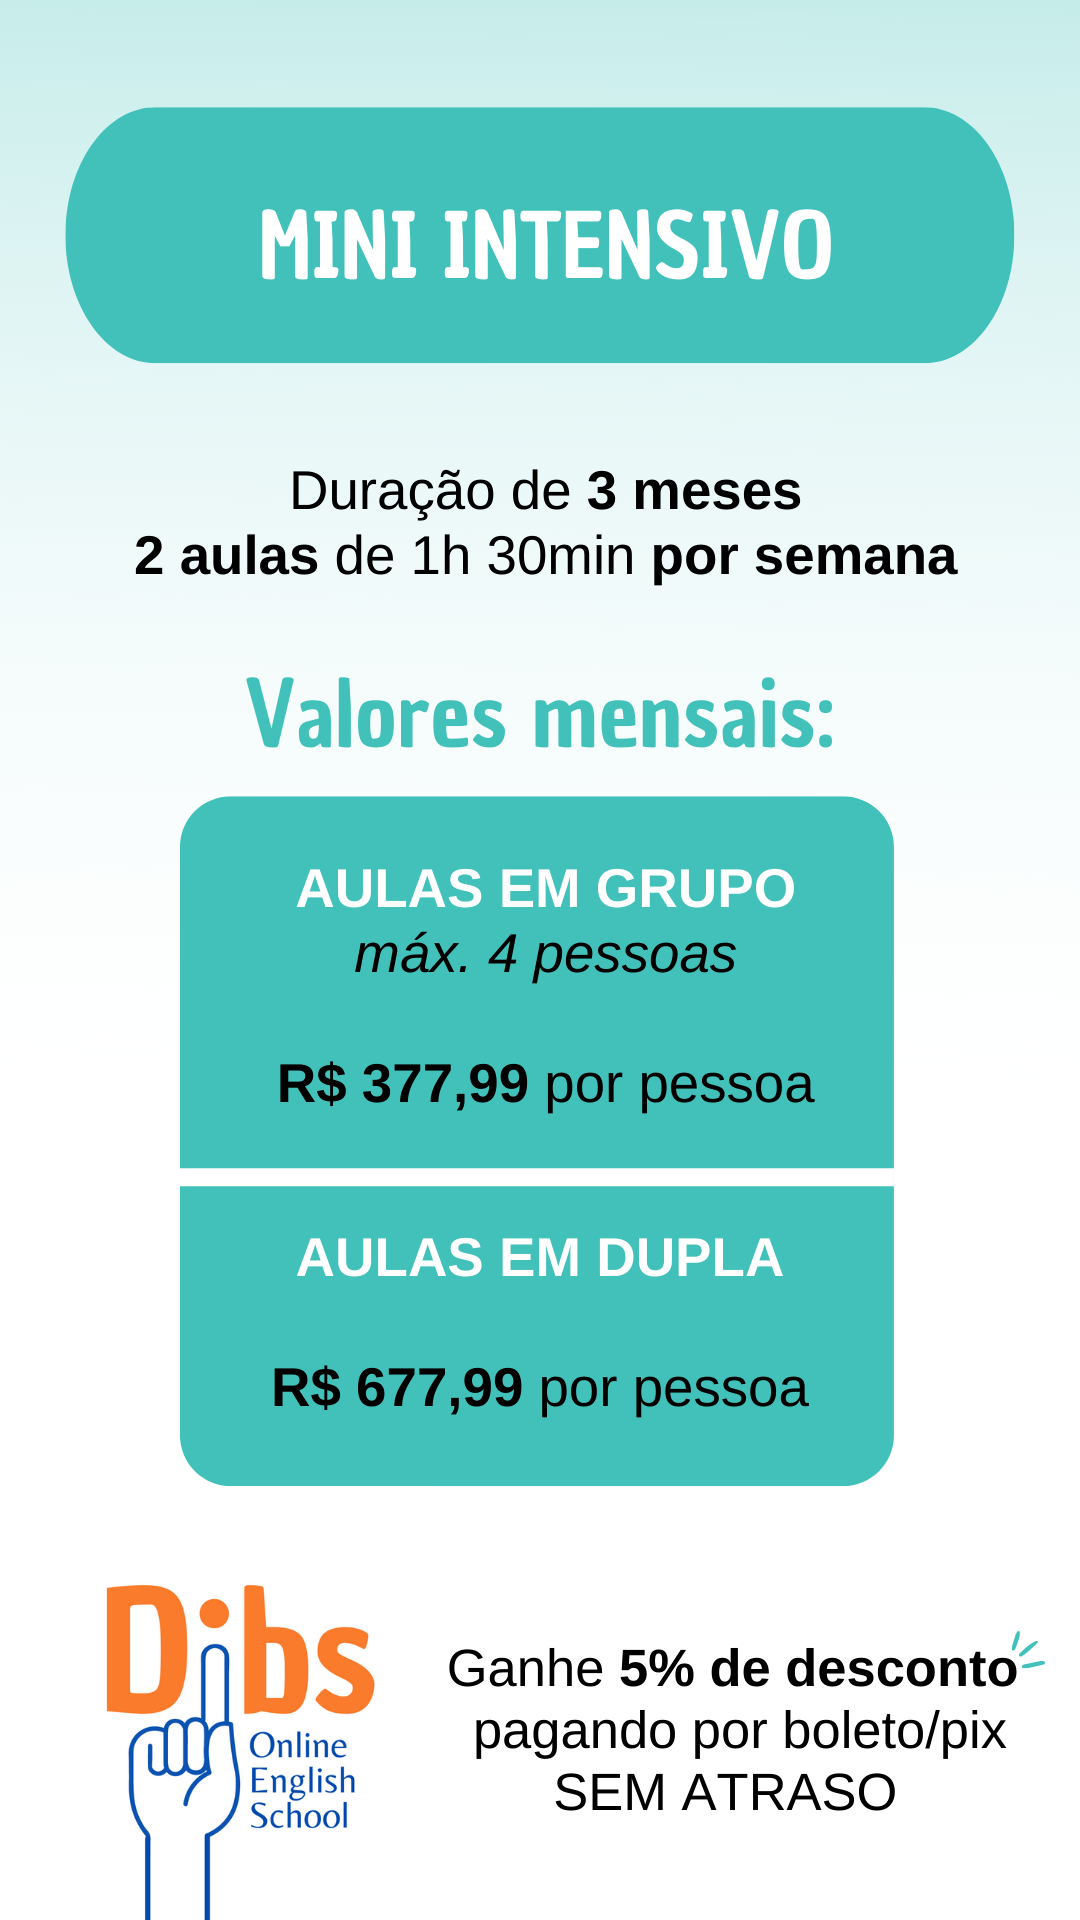 MINI INTENSIVO
Duração de 3 meses
2 aulas de 1h 30min por semana
Valores mensais:
AULAS EM GRUPO
máx. 4 pessoas
R$ 377,99 por pessoa
AULAS EM DUPLA
R$ 677,99 por pessoa
Dibs
Online
English
School
Ganhe 5% de desconto
pagando por boleto/pix
SEM ATRASO